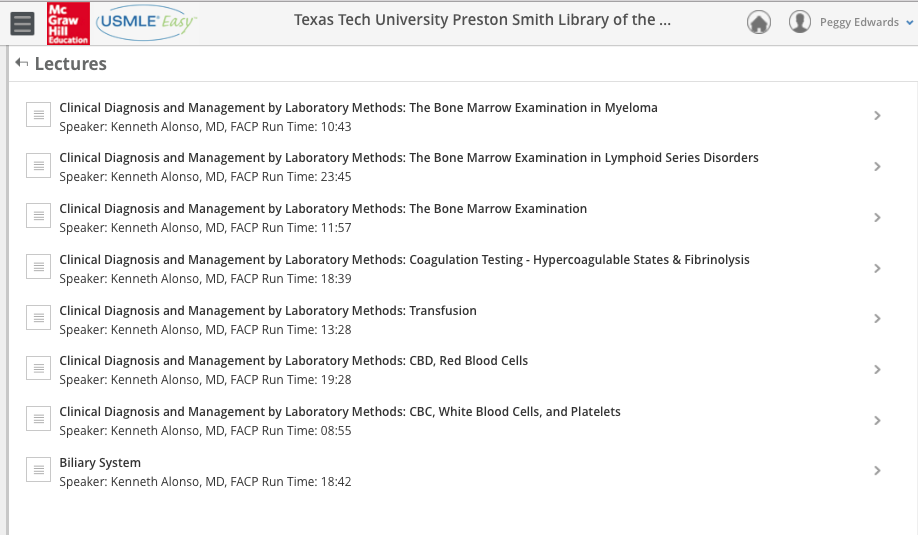 Mc
Graw
Hill
Education
USMLE Easy
Texas Tech University Preston Smith Library of the ...
Peggy Edwards
Lectures
Clinical Diagnosis and Management by Laboratory Methods: The Bone Marrow Examination in Myeloma
Speaker: Kenneth Alonso, MD, FACP Run Time: 10:43
Clinical Diagnosis and Management by Laboratory Methods: The Bone Marrow Examination in Lymphoid Series Disorders
Speaker: Kenneth Alonso, MD, FACP Run Time: 23:45
Clinical Diagnosis and Management by Laboratory Methods: The Bone Marrow Examination
Speaker: Kenneth Alonso, MD, FACP Run Time: 11:57
Clinical Diagnosis and Management by Laboratory Methods: Coagulation Testing - Hypercoagulable States & Fibrinolysis
Speaker: Kenneth Alonso, MD, FACP Run Time: 18:39
Clinical Diagnosis and Management by Laboratory Methods: Transfusion
Speaker: Kenneth Alonso, MD, FACP Run Time: 13:28
Clinical Diagnosis and Management by Laboratory Methods: CBD, Red Blood Cells
Speaker: Kenneth Alonso, MD, FACP Run Time: 19:28
Clinical Diagnosis and Management by Laboratory Methods: CBC, White Blood Cells, and Platelets
Speaker: Kenneth Alonso, MD, FACP Run Time: 08:55
Biliary System
Speaker: Kenneth Alonso, MD, FACP Run Time: 18:42